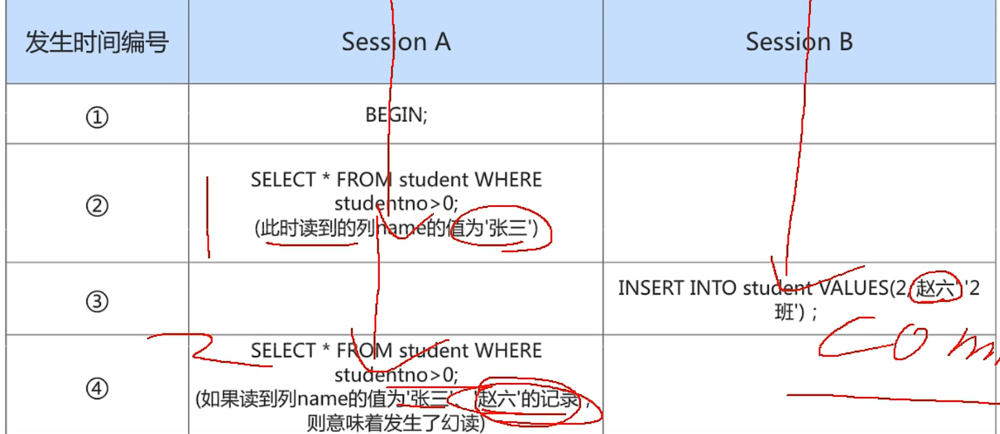 发生时间编号 Session A Session B
① BEGIN;
② SELECT * FROM student WHERE
studentno>0;
(此时读到的列name的值为'张三')
③ INSERT INTO student VALUES(2,赵六','2
班')；
com
④ SELECT * FROM student WHERE
studentno>0;
(如果读到列name的值为'张三'、'赵六'的记录，
则意味着发生了幻读)
2